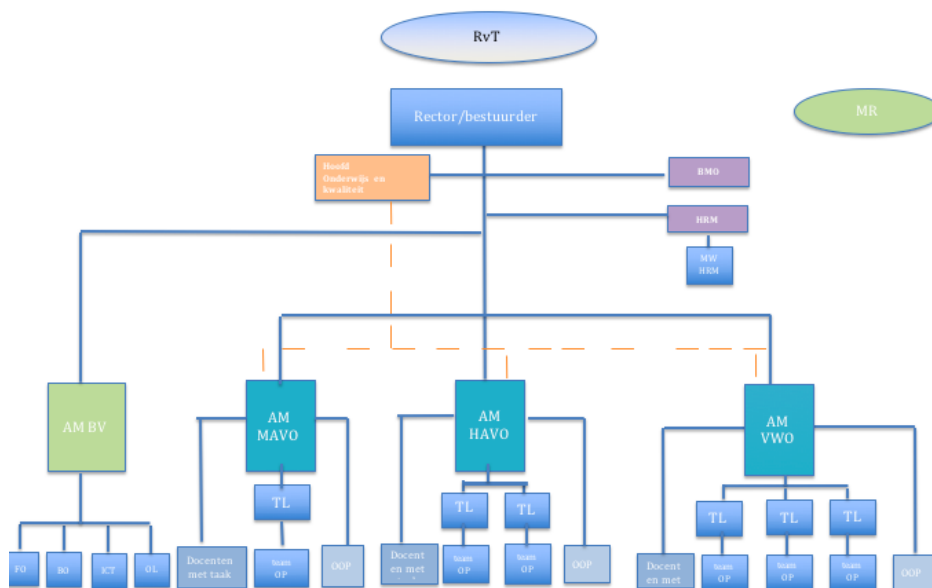 RvT
Rector/bestuurder
MR
Hoofd
Onderwijs en
kwaliteit
BMO
HRM
MW
HRM
AM BV
AM
MAVO
AM
HAVO
AM
VWO
TL
TL
TL
TL
TL
TL
FO
BO
ICT
OL
Docenten
met taak
team
OP
OOP
Docent
en met
team
OP
team
OP
OOP
Docent
en met
team
OP
team
OP
team
OP
OOP